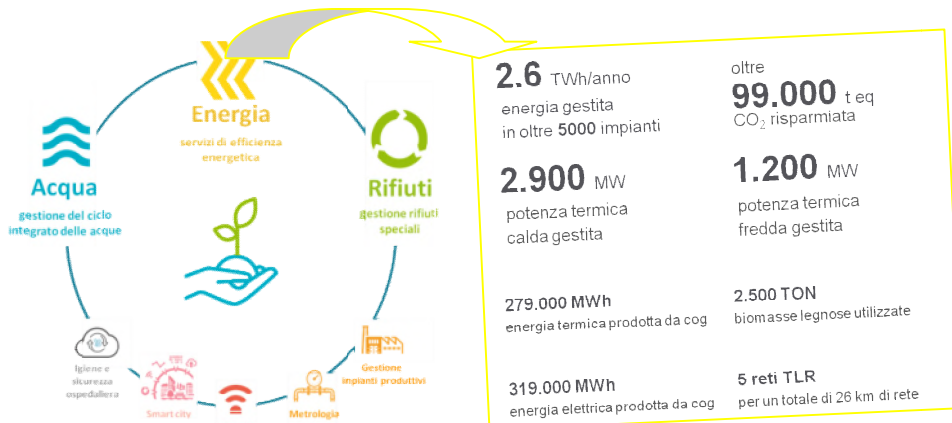 Energia
servizi di efficienza
energetica
Acqua
gestione del ciclo
integrato delle acque
Rifiuti
gestione rifiuti
speciali
Igiene e
sicurezza
ospedaliera
Smart city
Metrologia
Gestione
impianti produttivi
2.6 TWh/anno
energia gestita
in oltre 5000 impianti
oltre
99.000 t eq
CO₂ risparmiata
2.900 MW
potenza termica
calda gestita
1.200 MW
potenza termica
fredda gestita
279.000 MWh
energia termica prodotta da cog
2.500 TON
biomasse legnose utilizzate
319.000 MWh
energia elettrica prodotta da cog
5 reti TLR
per un totale di 26 km di rete